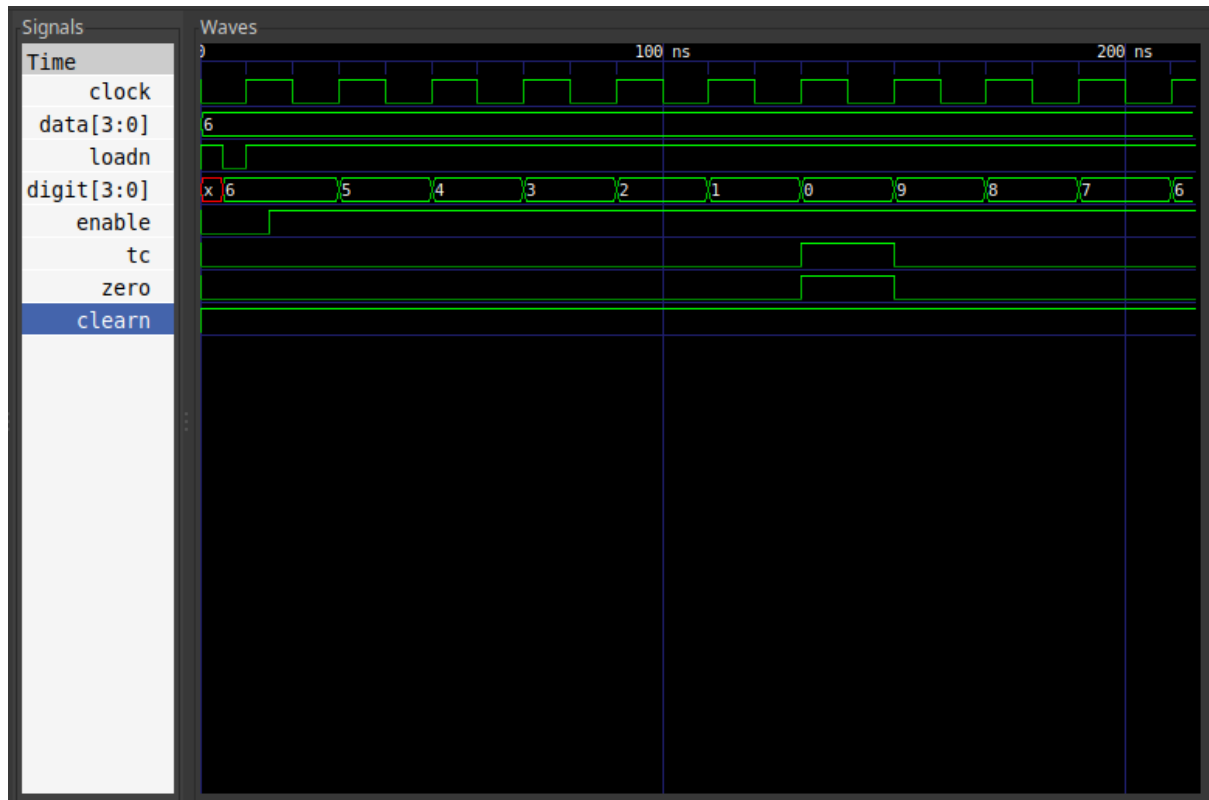 Signals
Waves
Time
0 100 ns 200 ns
clock
data[3:0] 6
loadn
digit[3:0] x 6 5 4 3 2 1 0 9 8 7 6
enable
tc
zero
clearn